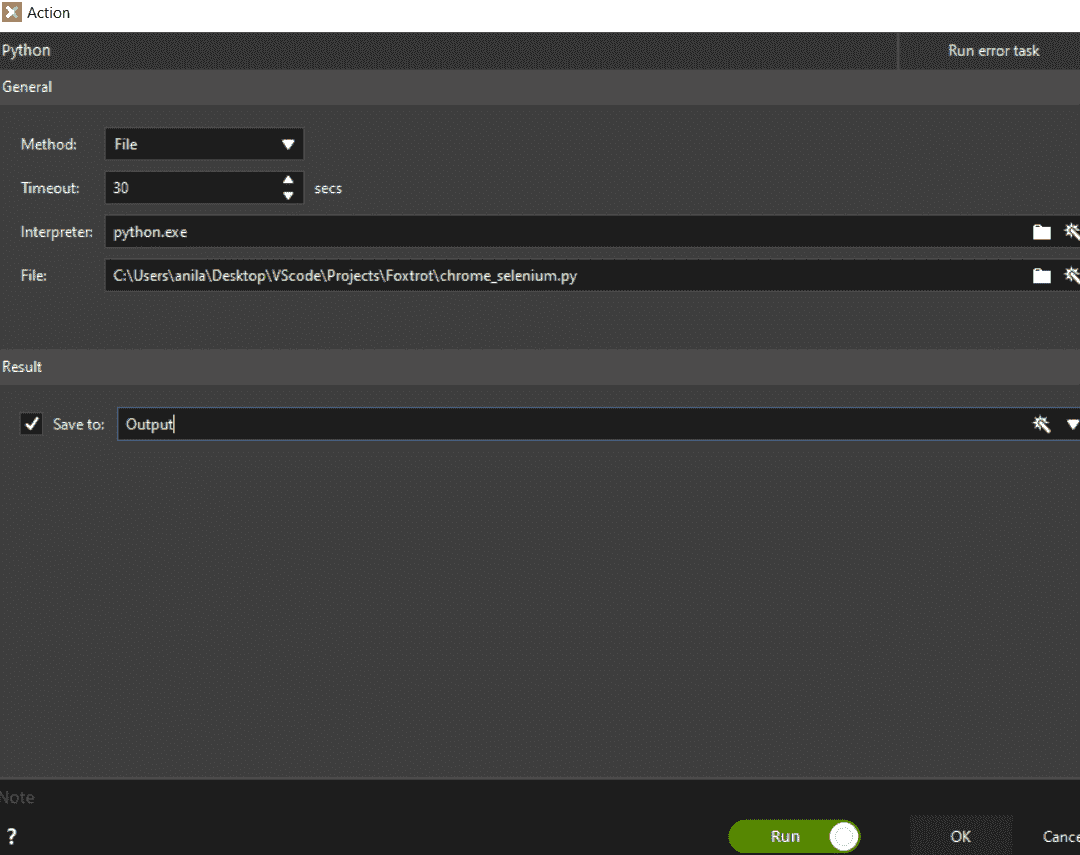 Action
Python Run error task
General
Method: File
Timeout: 30 secs
Interpreter: python.exe
File: C:\Users\anila\Desktop\VScode\Projects\Foxtrot\chrome_selenium.py
Result
Save to: Output
Note
?
Run OK Cance